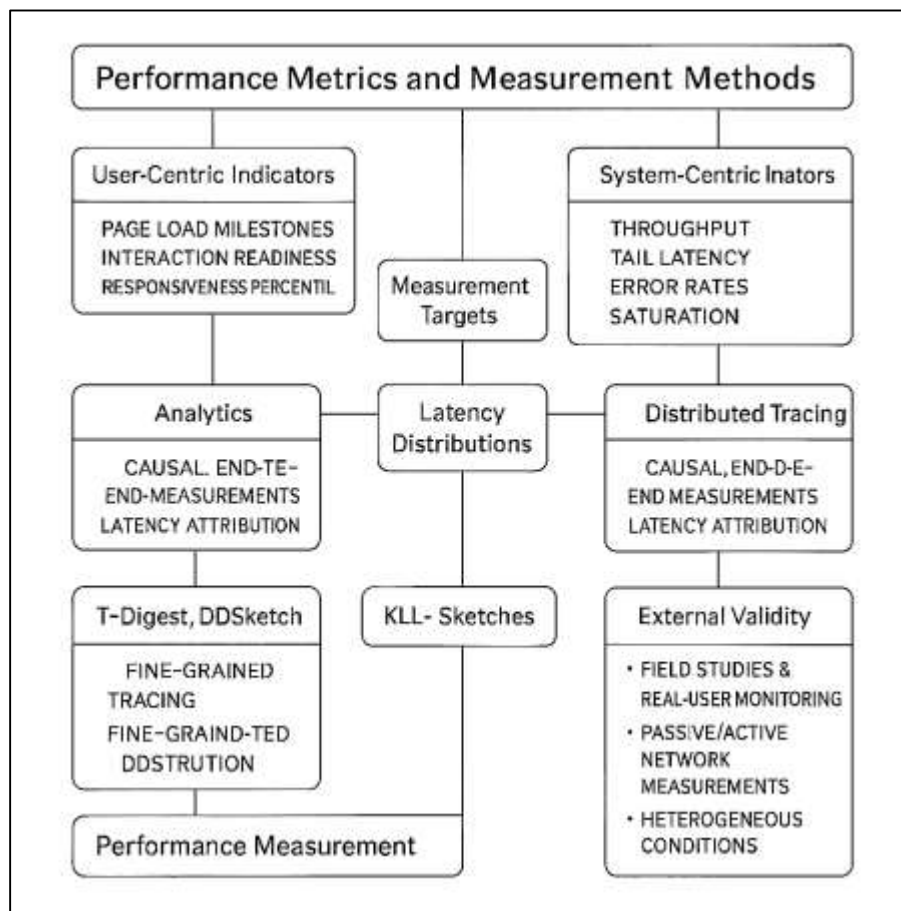 Performance Metrics and Measurement Methods
User-Centric Indicators
PAGE LOAD MILESTONES
INTERACTION READINESS
RESPONSIVENESS PERCENTIL
System-Centric Inators
THROUGHPUT
TAIL LATENCY
ERROR RATES
SATURATION
Measurement
Targets
Analytics
CAUSAL. END-TE-
END-MEASUREMENTS
LATENCY ATTRIBUTION
Latency
Distributions
Distributed Tracing
CAUSAL, END-D-E-
END MEASUREMENTS
LATENCY ATTRIBUTION
T-Digest, DDSketch
FINE-GRAINED
TRACING
FINE-GRAIND-TED
DDSTRUTION
KLL- Sketches
External Validity
• FIELD STUDIES &
REAL-USER MONITORING
• PASSIVE/ACTIVE
NETWORK
MEASUREMENTS
• HETEROGENEOUS
CONDITIONS
Performance Measurement